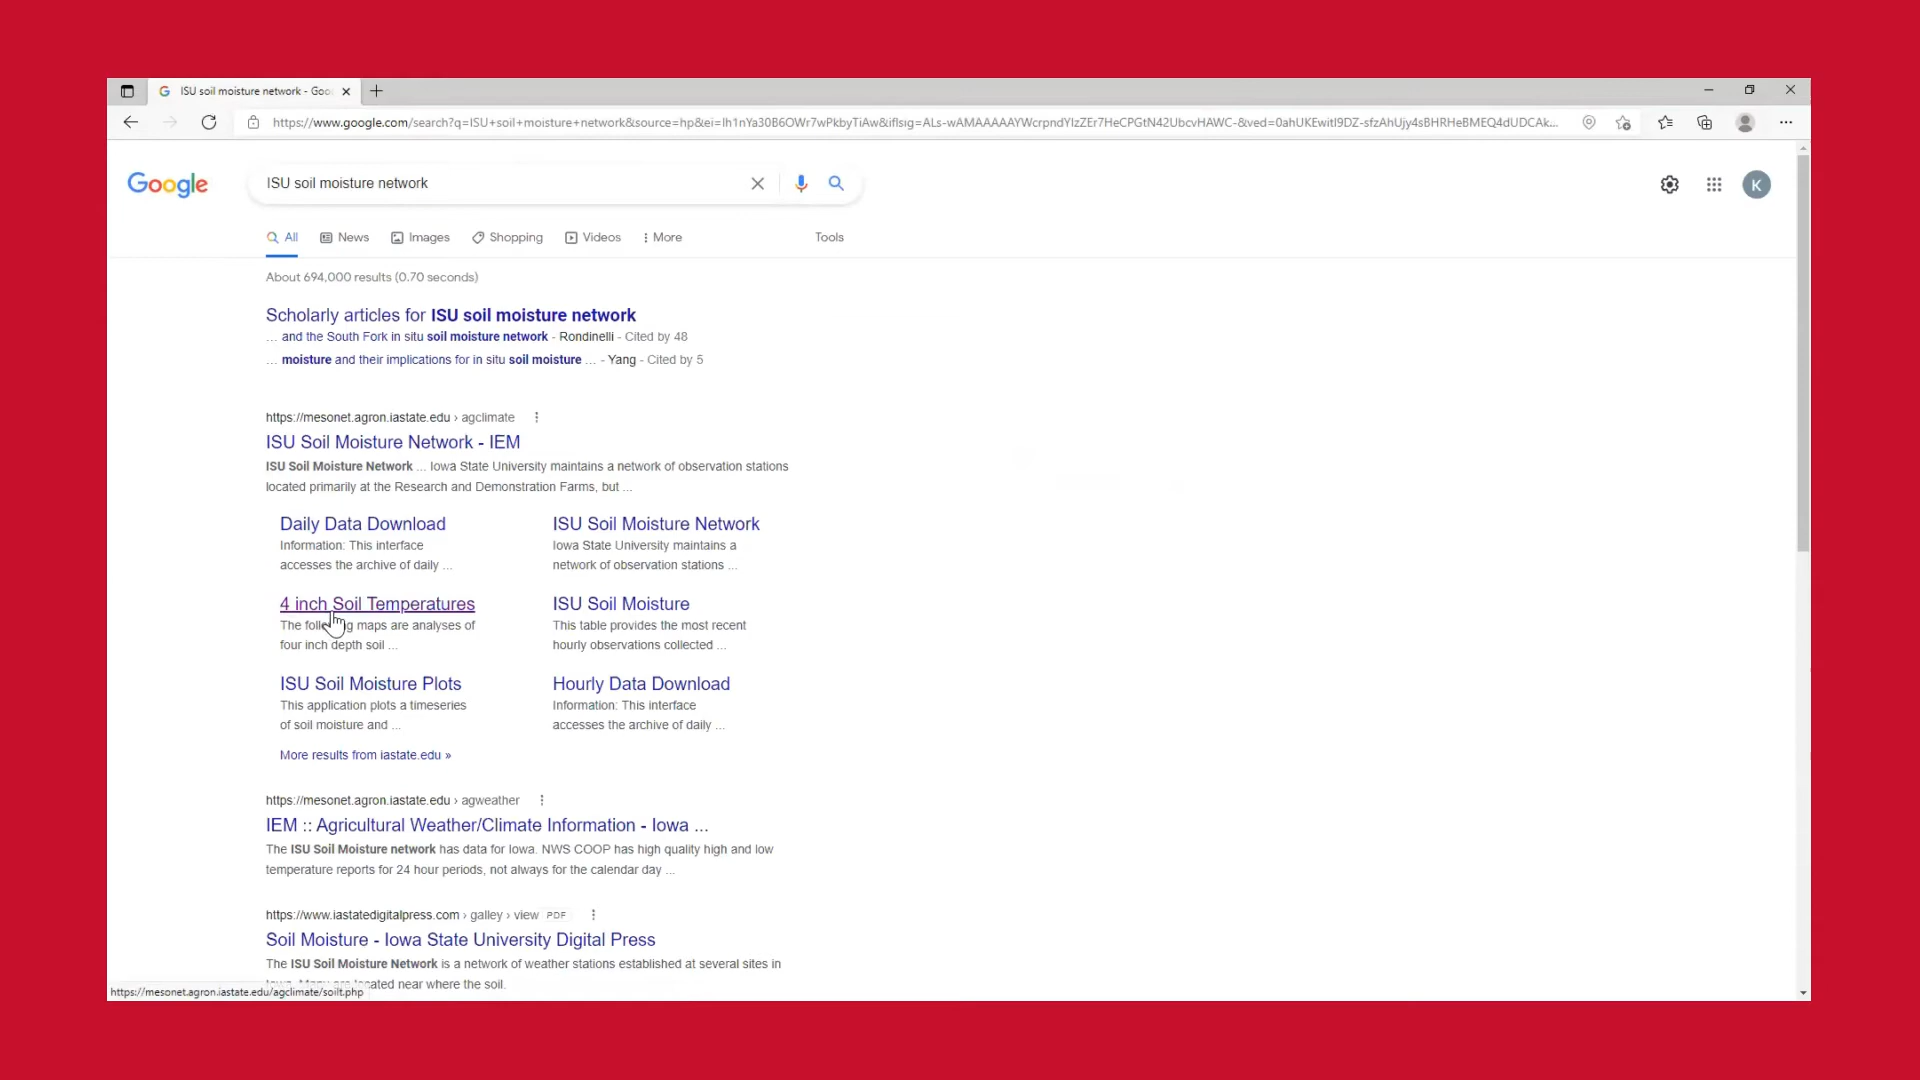 ISU soil moisture network - Goo
https://www.google.com/search?q=ISU+soil+moisture+network&source=hp&ei=
Google
ISU soil moisture network
K
All News Images Shopping Videos More Tools
About 694,000 results (0.70 seconds)
Scholarly articles for ISU soil moisture network
... and the South Fork in situ soil moisture network - Rondinelli - Cited by 48
... moisture and their implications for in situ soil moisture ... - Yang - Cited by 5
https://mesonet.agron.iastate.edu › agclimate
ISU Soil Moisture Network - IEM
ISU Soil Moisture Network ... Iowa State University maintains a network of observation stations
located primarily at the Research and Demonstration Farms, but ...
Daily Data Download
Information: This interface
accesses the archive of daily ...
ISU Soil Moisture Network
Iowa State University maintains a
network of observation stations ...
4 inch Soil Temperatures
The maps are analyses of
four inch depth soil ...
ISU Soil Moisture
This table provides the most recent
hourly observations collected ...
ISU Soil Moisture Plots
This application plots a timeseries
of soil moisture and ...
Hourly Data Download
Information: This interface
accesses the archive of daily ...
More results from iastate.edu »
https://mesonet.agron.iastate.edu › agweather
IEM :: Agricultural Weather/Climate Information - Iowa ...
The ISU Soil Moisture network has data for Iowa. NWS COOP has high quality high and low
temperature reports for 24 hour periods, not always for the calendar day ...
https://www.iastatedigitalpress.com › galley › view PDF
Soil Moisture - Iowa State University Digital Press
The ISU Soil Moisture Network is a network of weather stations established at several sites in
located near where the soil.
https://mesonet.agron.iastate.edu/agclimate/soilt.php